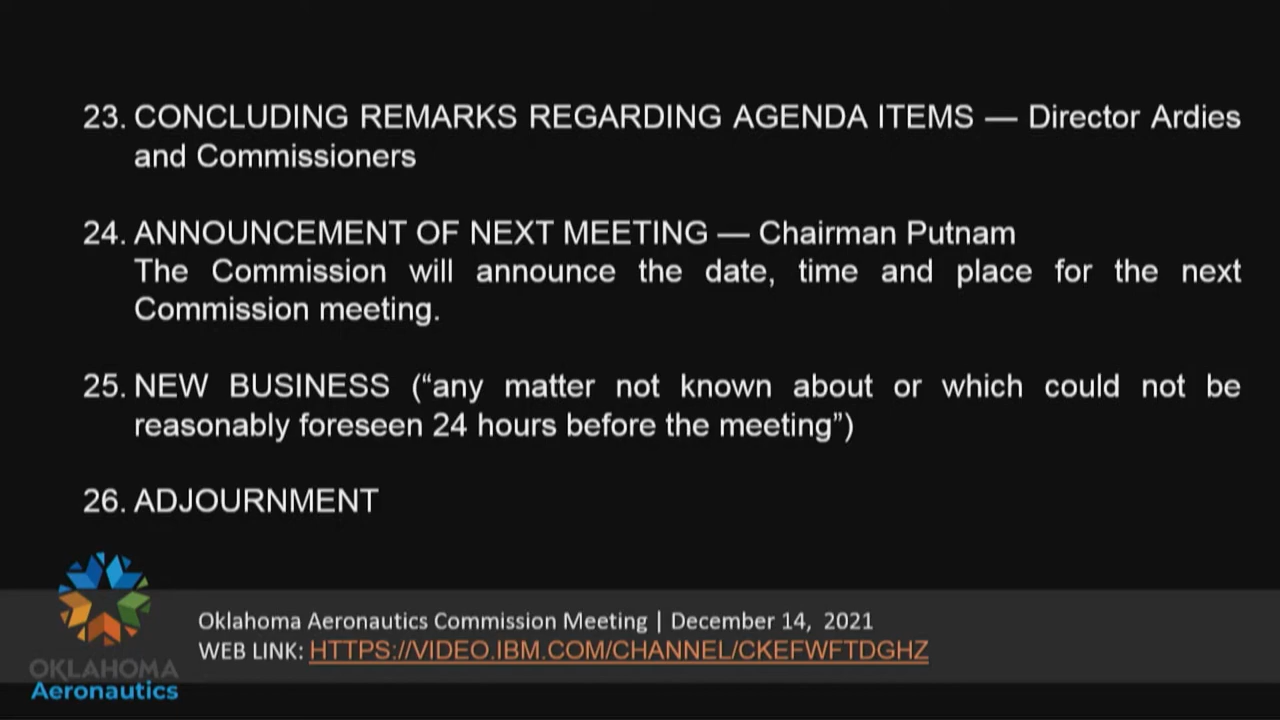 23. CONCLUDING REMARKS REGARDING AGENDA ITEMS — Director Ardies
and Commissioners
24. ANNOUNCEMENT OF NEXT MEETING — Chairman Putnam
The Commission will announce the date, time and place for the next
Commission meeting.
25. NEW BUSINESS (“any matter not known about or which could not be
reasonably foreseen 24 hours before the meeting”)
26. ADJOURNMENT
Oklahoma Aeronautics Commission Meeting | December 14, 2021
WEB LINK: HTTPS://VIDEO.IBM.COM/CHANNEL/CKEFWFTDGHZ
OKLAHOMA
Aeronautics